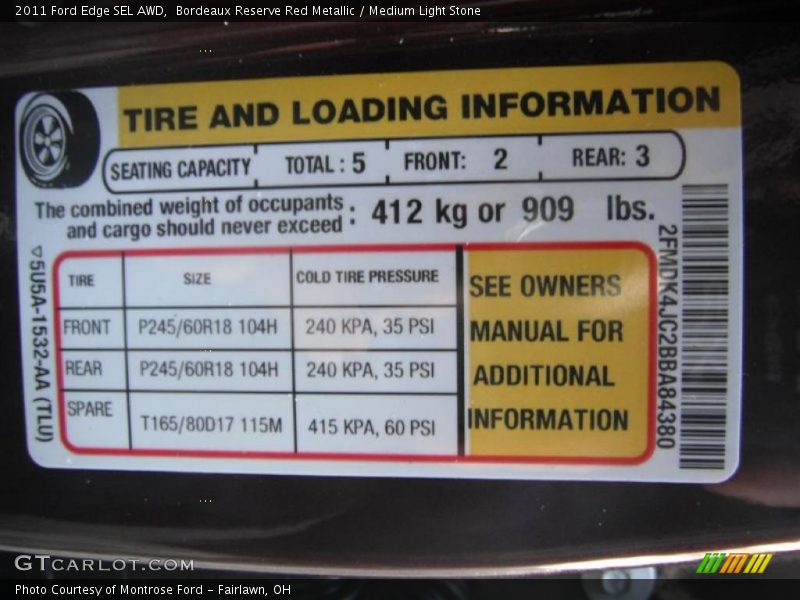 2011 Ford Edge SEL AWD,  Bordeaux Reserve Red Metallic / Medium Light Stone
TIRE AND LOADING INFORMATION
SEATING CAPACITY TOTAL : 5 FRONT: 2 REAR: 3
The combined weight of occupants
and cargo should never exceed : 412 kg or 909 lbs.
TIRE SIZE COLD TIRE PRESSURE
FRONT P245/60R18 104H 240 KPA, 35 PSI
REAR P245/60R18 104H 240 KPA, 35 PSI
SPARE T165/80D17 115M 415 KPA, 60 PSI
SEE OWNERS
MANUAL FOR
ADDITIONAL
INFORMATION
▽5U5A-1532-AA (TLU)
2FMDK4JC2BBA84380
GTCARLOT.COM
Photo Courtesy of Montrose Ford – Fairlawn, OH